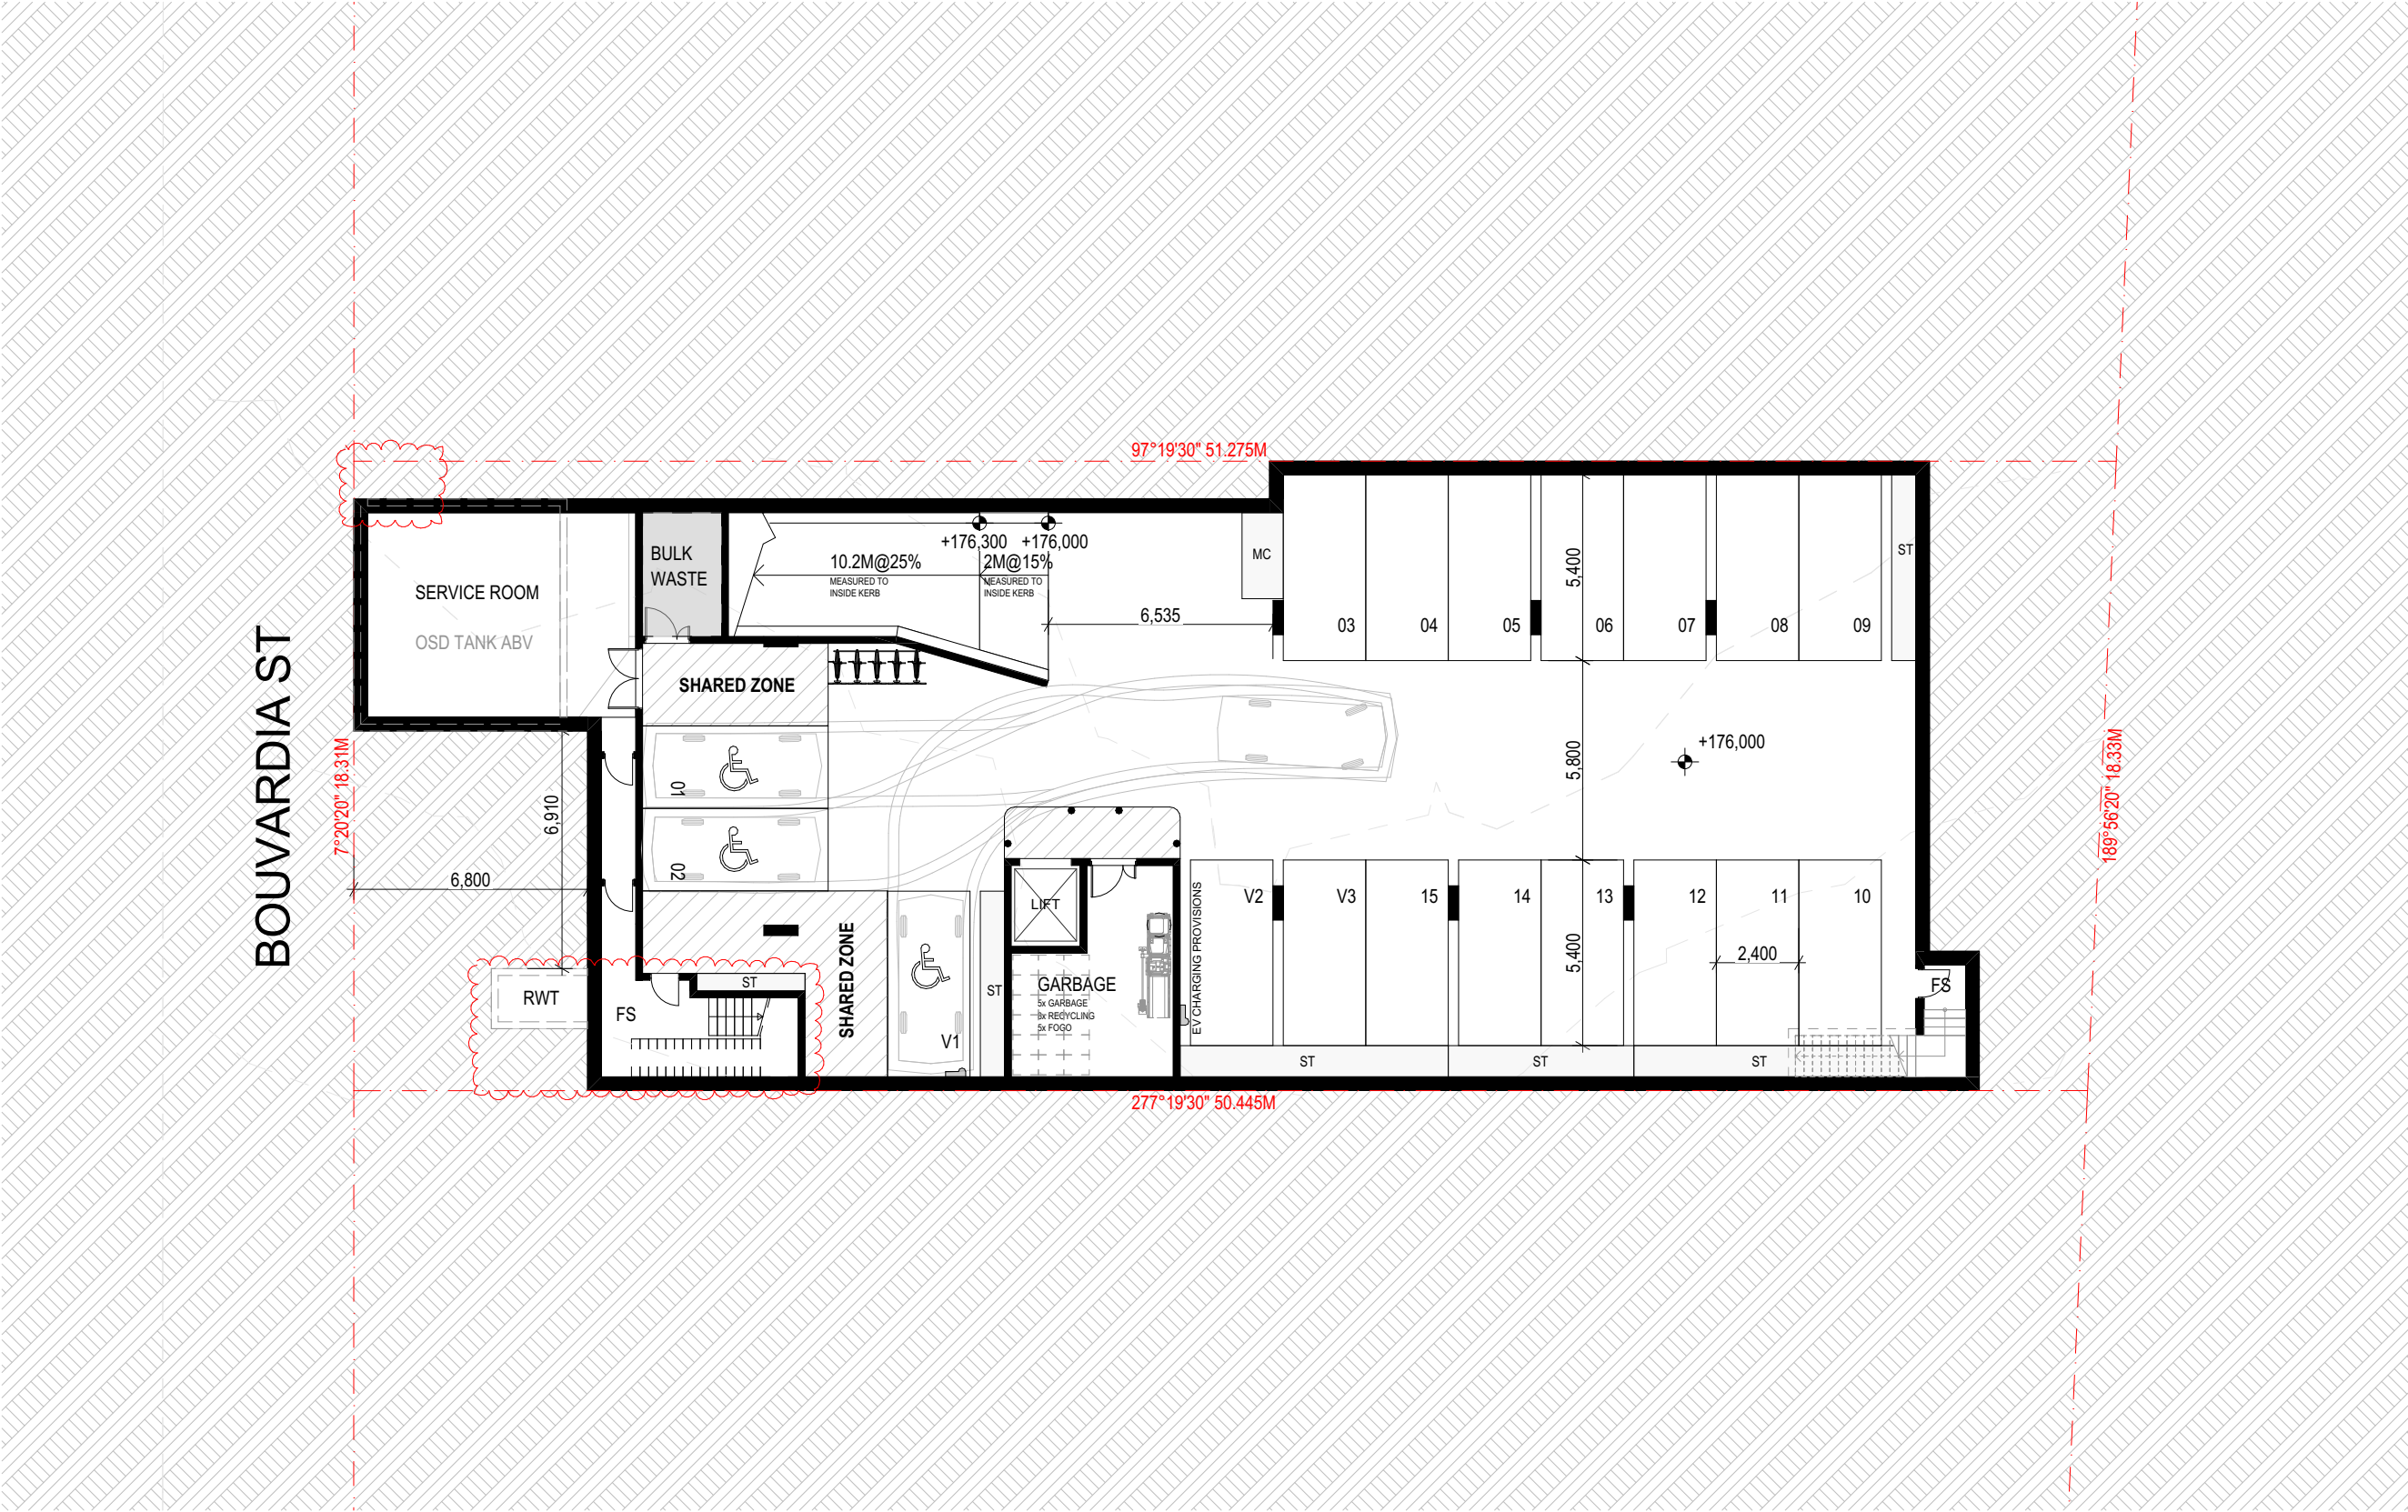 97°19'30" 51.275M
BULK
WASTE
+176,300
+176,000
10.2M@25%
MEASURED TO
INSIDE KERB
2M@15%
MEASURED TO
INSIDE KERB
MC
ST
5,400
SERVICE ROOM
OSD TANK ABV
6,535
03
04
05
06
07
08
09
SHARED ZONE
BOUVARDIA ST
7°20'20" 18.31M
6,910
01
5,800
+176,000
189°56'20" 18.33M
02
6,800
LIFT
EV CHARGING PROVISIONS
V2
V3
15
14
13
12
11
10
SHARED ZONE
5,400
2,400
ST
ST
GARBAGE
5x GARBAGE
3x RECYCLING
5x FOGO
FS
RWT
FS
V1
ST
ST
ST
277°19'30" 50.445M